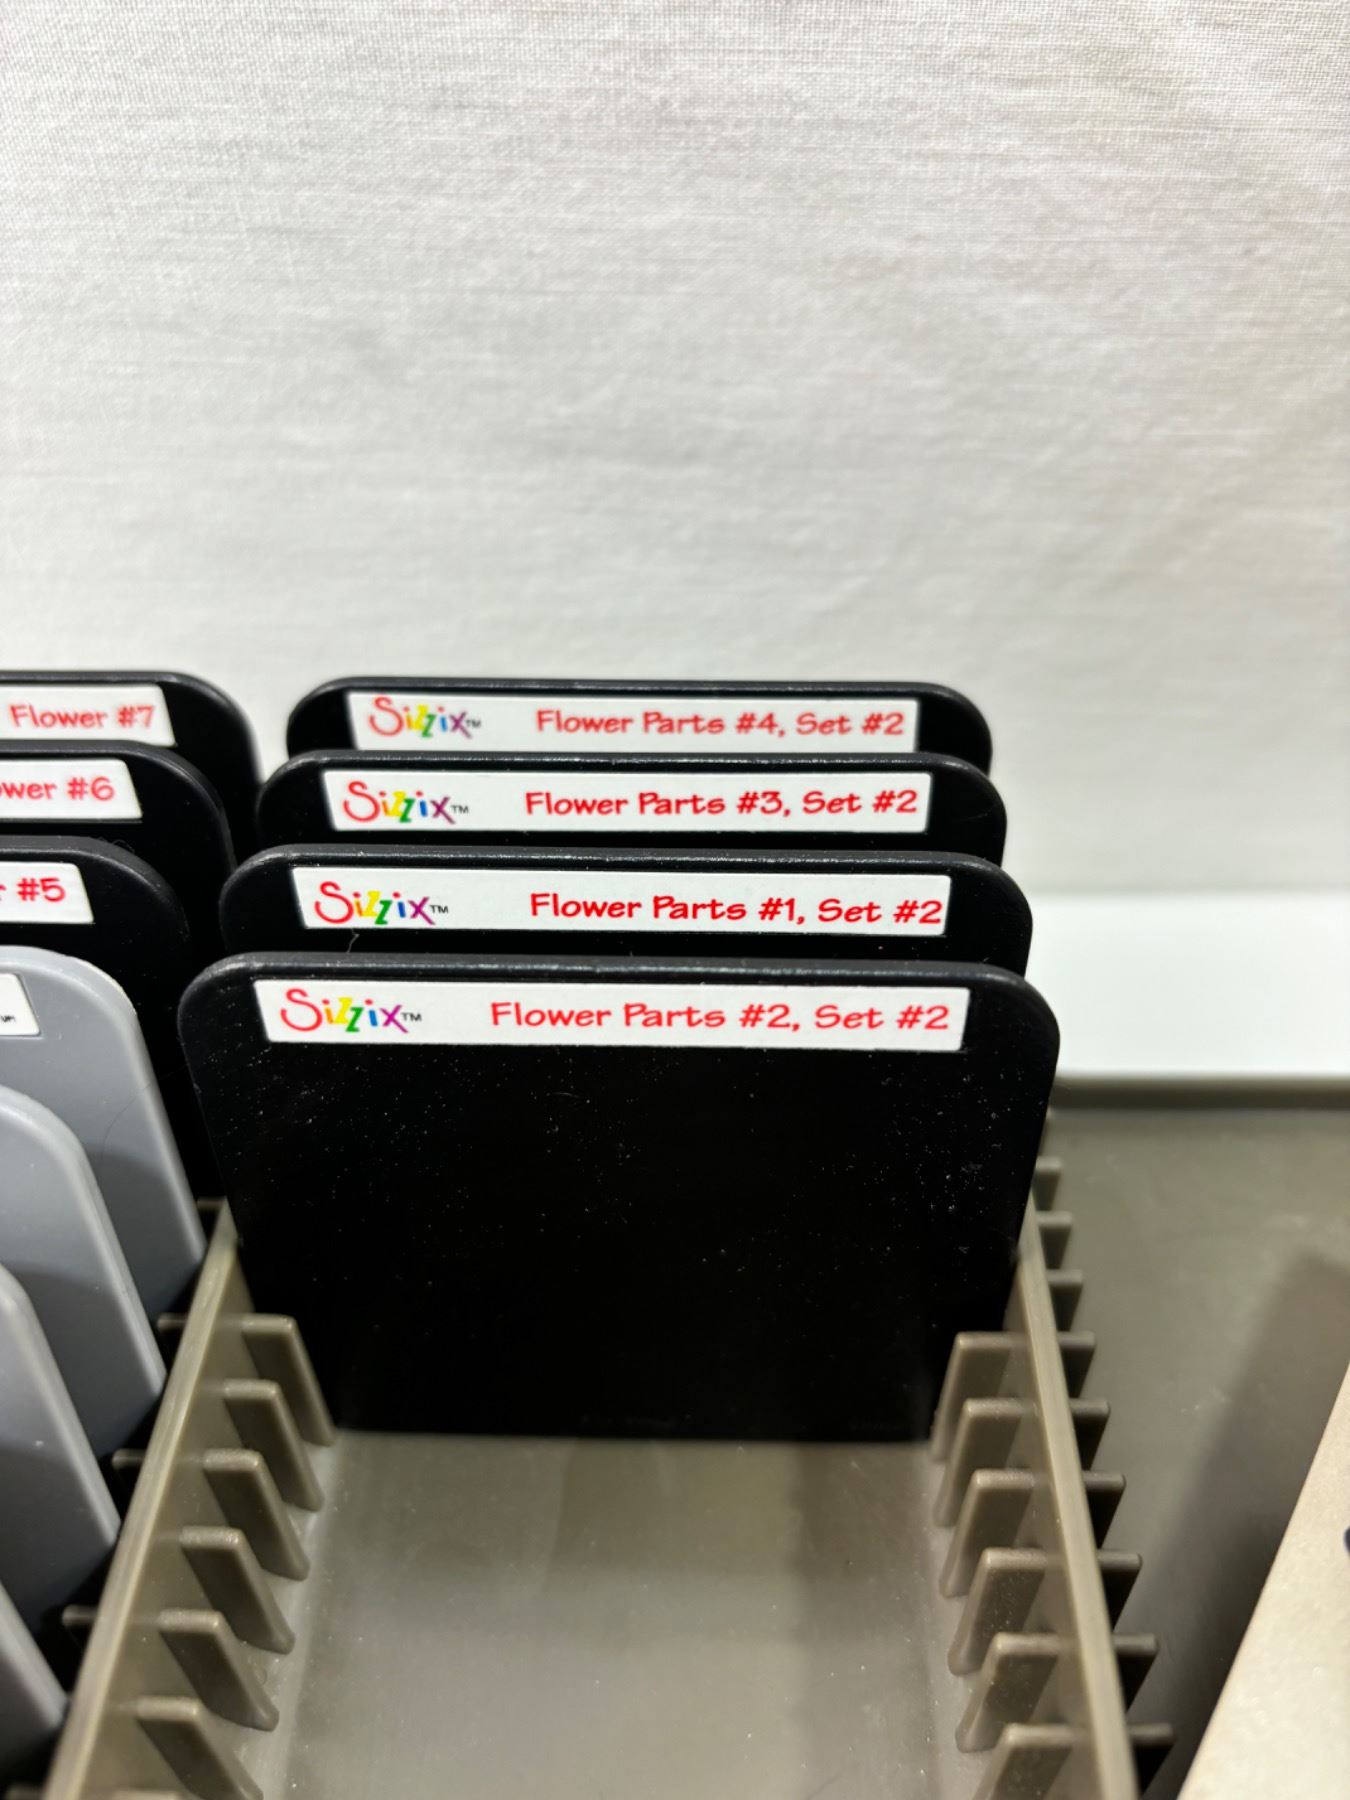 Flower #7
Sizzix™ Flower Parts #4, Set #2
#6
Sizzix™ Flower Parts #3, Set #2
#5
Sizzix™ Flower Parts #1, Set #2
Sizzix™ Flower Parts #2, Set #2